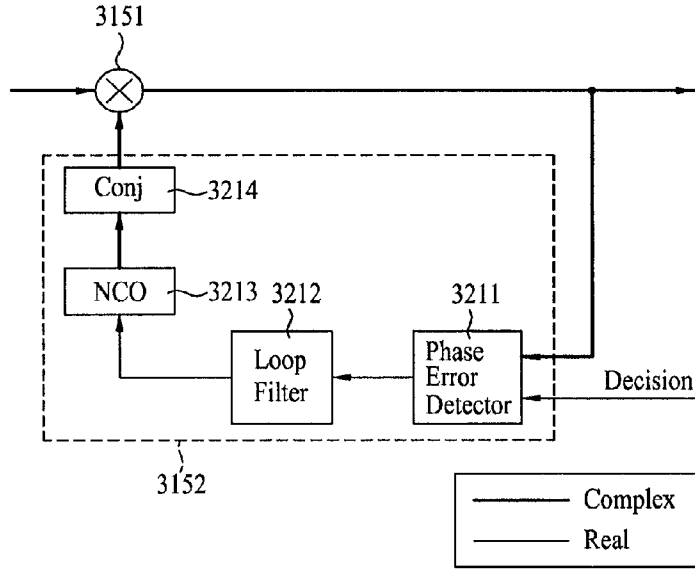 3151
Conj
3214
NCO
3213
3212
3211
Loop
Filter
Phase
Error
Detector
Decision
3152
Complex
Real